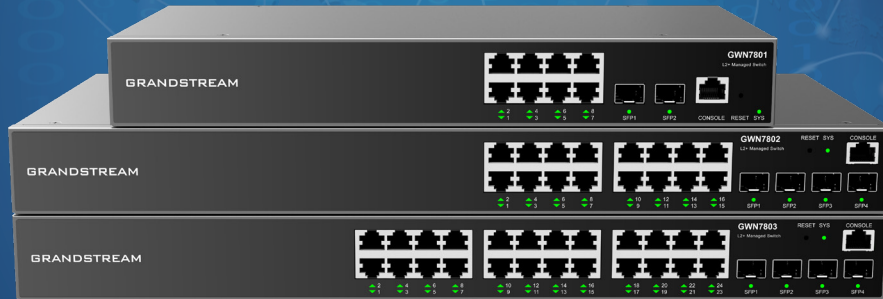 GWN7801
L2+ Managed Switch
GRANDSTREAM
2 4 6 8
1 3 5 7
SFP1 SFP2 CONSOLE RESET SYS
GWN7802 RESET SYS CONSOLE
L2+ Managed Switch
GRANDSTREAM
2 4 6 8 10 12 14 16
1 3 5 7 9 11 13 15
SFP1 SFP2 SFP3 SFP4
GWN7803 RESET SYS CONSOLE
L2+ Managed Switch
GRANDSTREAM
2 4 6 8 10 12 14 16 18 20 22 24
1 3 5 7 9 11 13 15 17 19 21 23
SFP1 SFP2 SFP3 SFP4